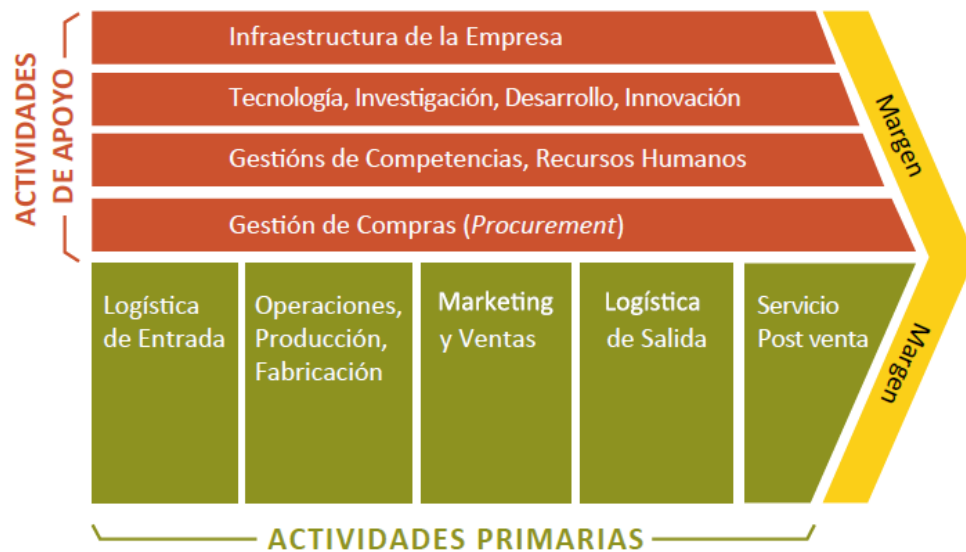 ACTIVIDADES
DE APOYO
Infraestructura de la Empresa
Tecnología, Investigación, Desarrollo, Innovación
Gestións de Competencias, Recursos Humanos
Gestión de Compras (Procurement)
Margen
Logística
de Entrada
Operaciones,
Producción,
Fabricación
Marketing
y Ventas
Logística
de Salida
Servicio
Post venta
Margen
ACTIVIDADES PRIMARIAS